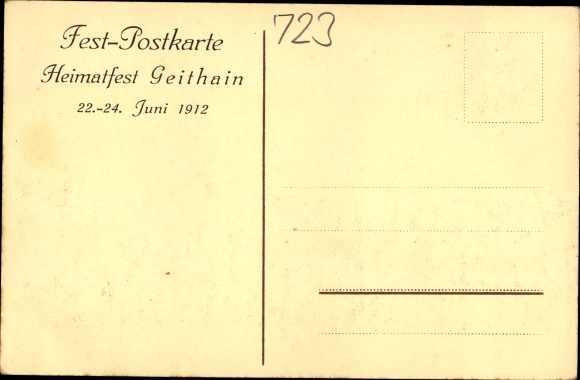 Fest-Postkarte
Heimatfest Geithain
22.-24. Juni 1912
723